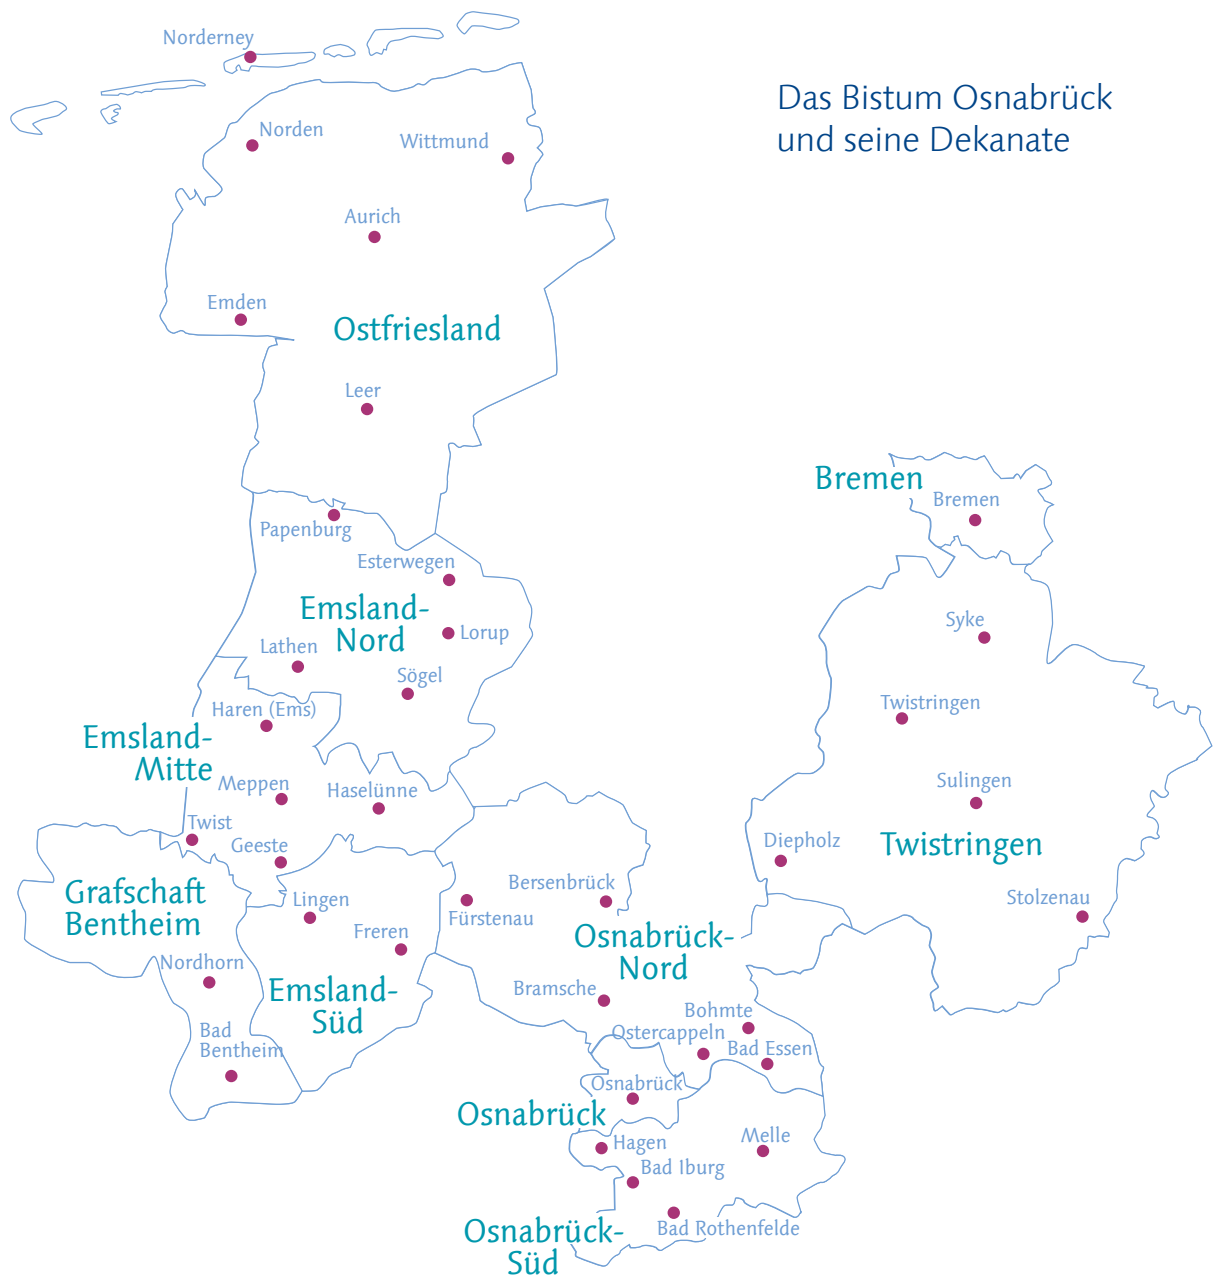 Das Bistum Osnabrück
und seine Dekanate
Norderney
Norden
Wittmund
Aurich
Emden
Ostfriesland
Leer
Papenburg
Esterwegen
Emsland-
Nord
Lorup
Lathen
Sögel
Haren (Ems)
Emsland-
Mitte
Meppen
Haselünne
Twist
Geeste
Grafschaft
Bentheim
Lingen
Freren
Nordhorn
Emsland-
Süd
Bad
Bentheim
Bersenbrück
Fürstenau
Osnabrück-
Nord
Bramsche
Bohmte
Ostercappeln
Bad Essen
Osnabrück
Osnabrück
Hagen
Melle
Bad Iburg
Bad Rothenfelde
Osnabrück-
Süd
Bremen
Bremen
Syke
Twistringen
Sulingen
Diepholz
Twistringen
Stolzenau